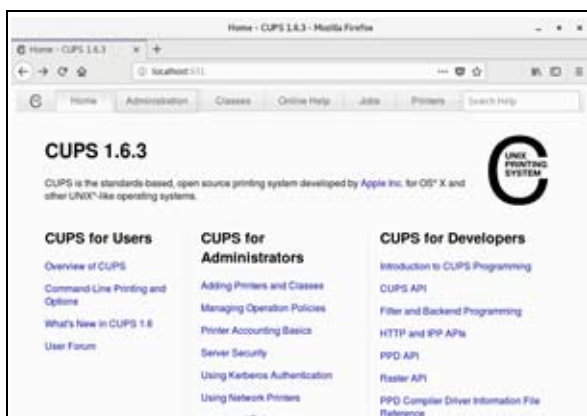 Home - CUPS 1.6.3 - Mozilla Firefox
Home - CUPS 1.6.3
localhost:631
Home Administration Classes Online Help Jobs Printers Search Help
CUPS 1.6.3
CUPS is the standards-based, open source printing system developed by Apple Inc. for OS® X and
other UNIX®-like operating systems.
UNIX
PRINTING
SYSTEM
CUPS for Users
Overview of CUPS
Command-Line Printing and
Options
What's New in CUPS 1.6
User Forum
CUPS for
Administrators
Adding Printers and Classes
Managing Operation Policies
Printer Accounting Basics
Server Security
Using Kerberos Authentication
Using Network Printers
CUPS for Developers
Introduction to CUPS Programming
CUPS API
Filter and Backend Programming
HTTP and IPP APIs
PPD API
Raster API
PPD Compiler Driver Information File
Reference